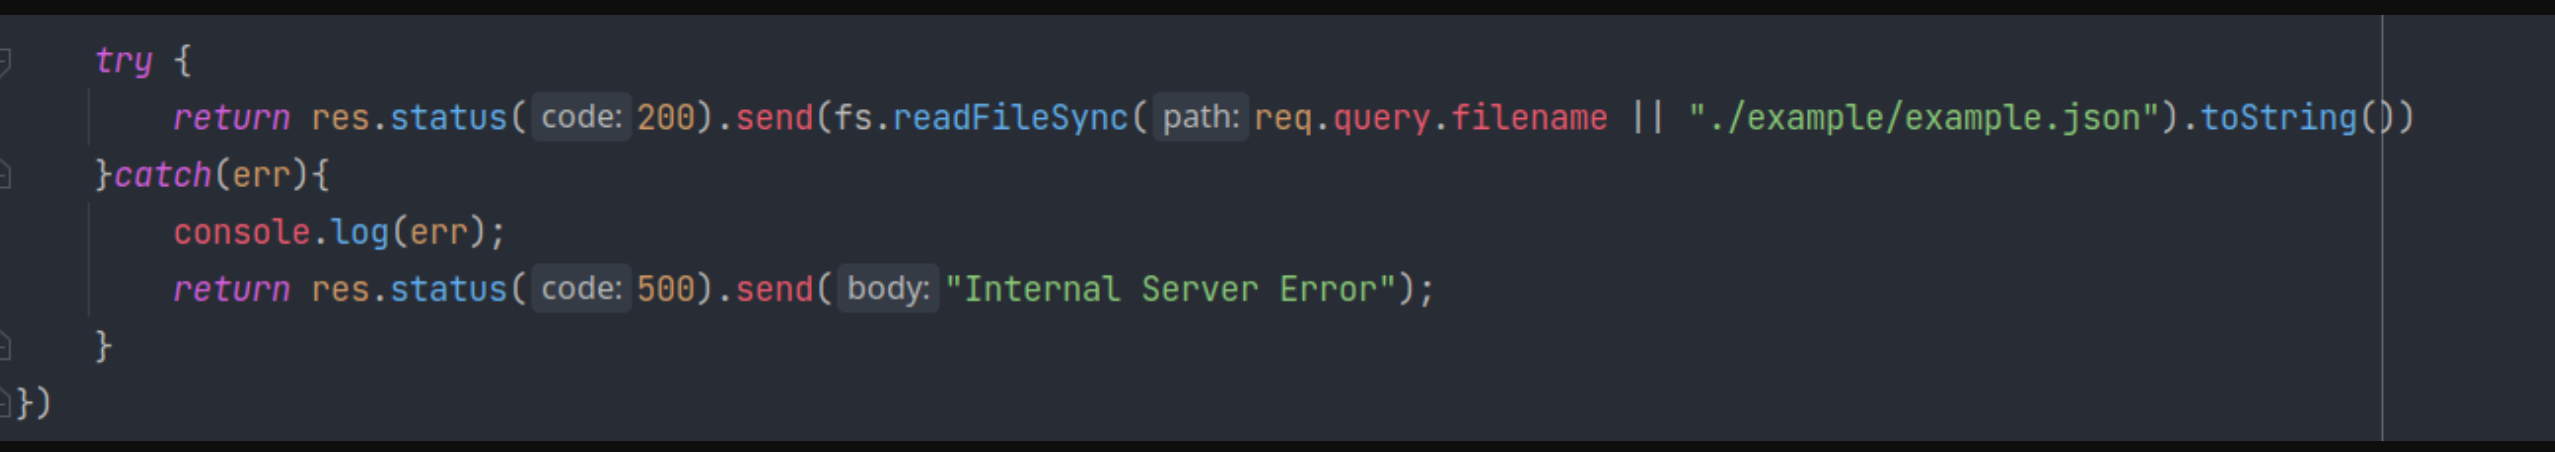 try {
return res.status( code: 200).send(fs.readFileSync( path: req.query.filename || "./example/example.json").toString())
}catch(err){
console.log(err);
return res.status( code: 500).send( body: "Internal Server Error");
}
})